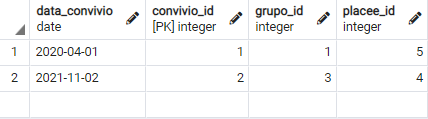 data_convivio convivio_id grupo_id placee_id
date [PK] integer integer integer
1 2020-04-01 1 1 5
2 2021-11-02 2 3 4